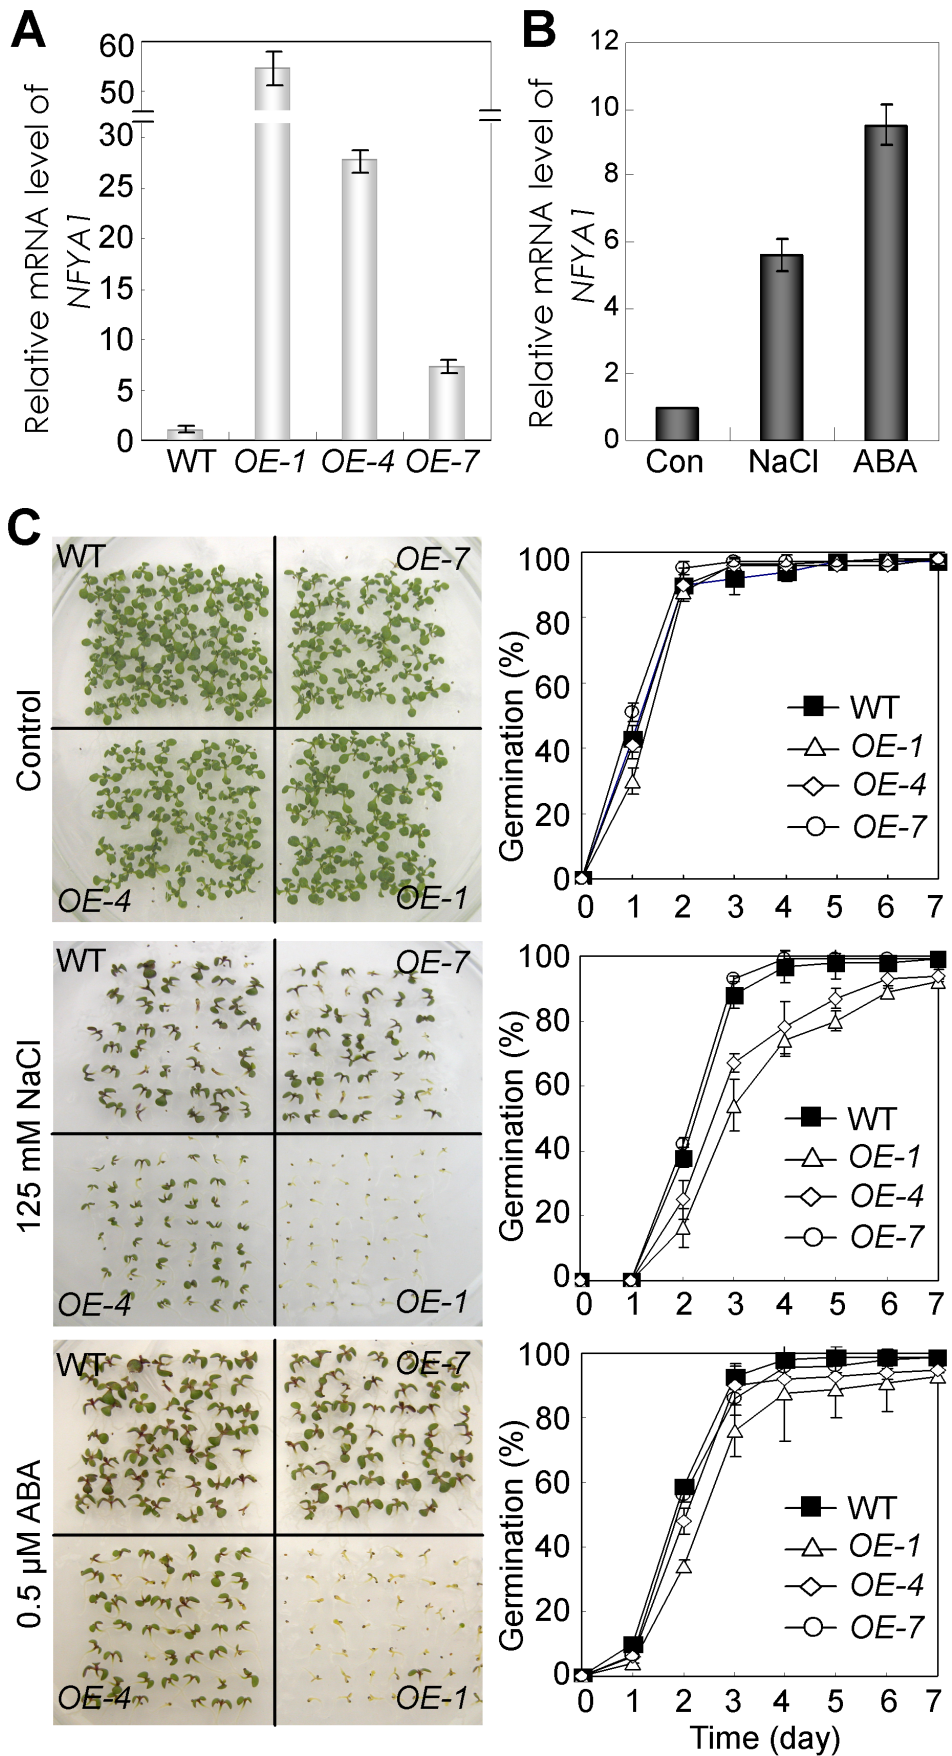 A
Relative mRNA level of
NFYA1
60
50
30
25
20
15
10
5
0
WT OE-1 OE-4 OE-7
B
Relative mRNA level of
NFYA1
12
10
8
6
4
2
0
Con NaCl ABA
C
Control
WT OE-7
OE-4 OE-1
Germination (%)
100
80
60
40
20
0
WT
OE-1
OE-4
OE-7
0 1 2 3 4 5 6 7
125 mM NaCl
WT OE-7
OE-4 OE-1
Germination (%)
100
80
60
40
20
0
WT
OE-1
OE-4
OE-7
0 1 2 3 4 5 6 7
0.5 µM ABA
WT OE-7
OE-4 OE-1
Germination (%)
100
80
60
40
20
0
WT
OE-1
OE-4
OE-7
0 1 2 3 4 5 6 7
Time (day)